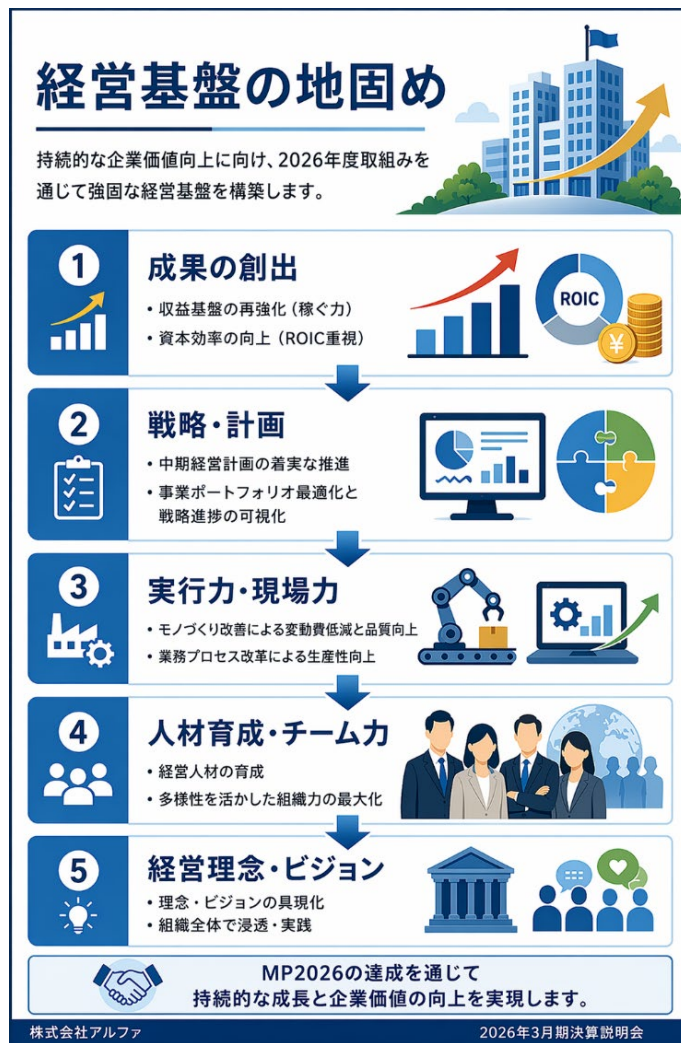 経営基盤の地固め
持続的な企業価値向上に向け、2026年度取組みを
通じて強固な経営基盤を構築します。
1
成果の創出
・収益基盤の再強化（稼ぐ力）
・資本効率の向上（ROIC重視）
ROIC
¥
2
戦略・計画
・中期経営計画の着実な推進
・事業ポートフォリオ最適化と
戦略進捗の可視化
3
実行力・現場力
・モノづくり改善による変動費低減と品質向上
・業務プロセス改革による生産性向上
4
人材育成・チーム力
・経営人材の育成
・多様性を活かした組織力の最大化
5
経営理念・ビジョン
・理念・ビジョンの具現化
・組織全体で浸透・実践
MP2026の達成を通じて
持続的な成長と企業価値の向上を実現します。
株式会社アルファ
2026年3月期決算説明会